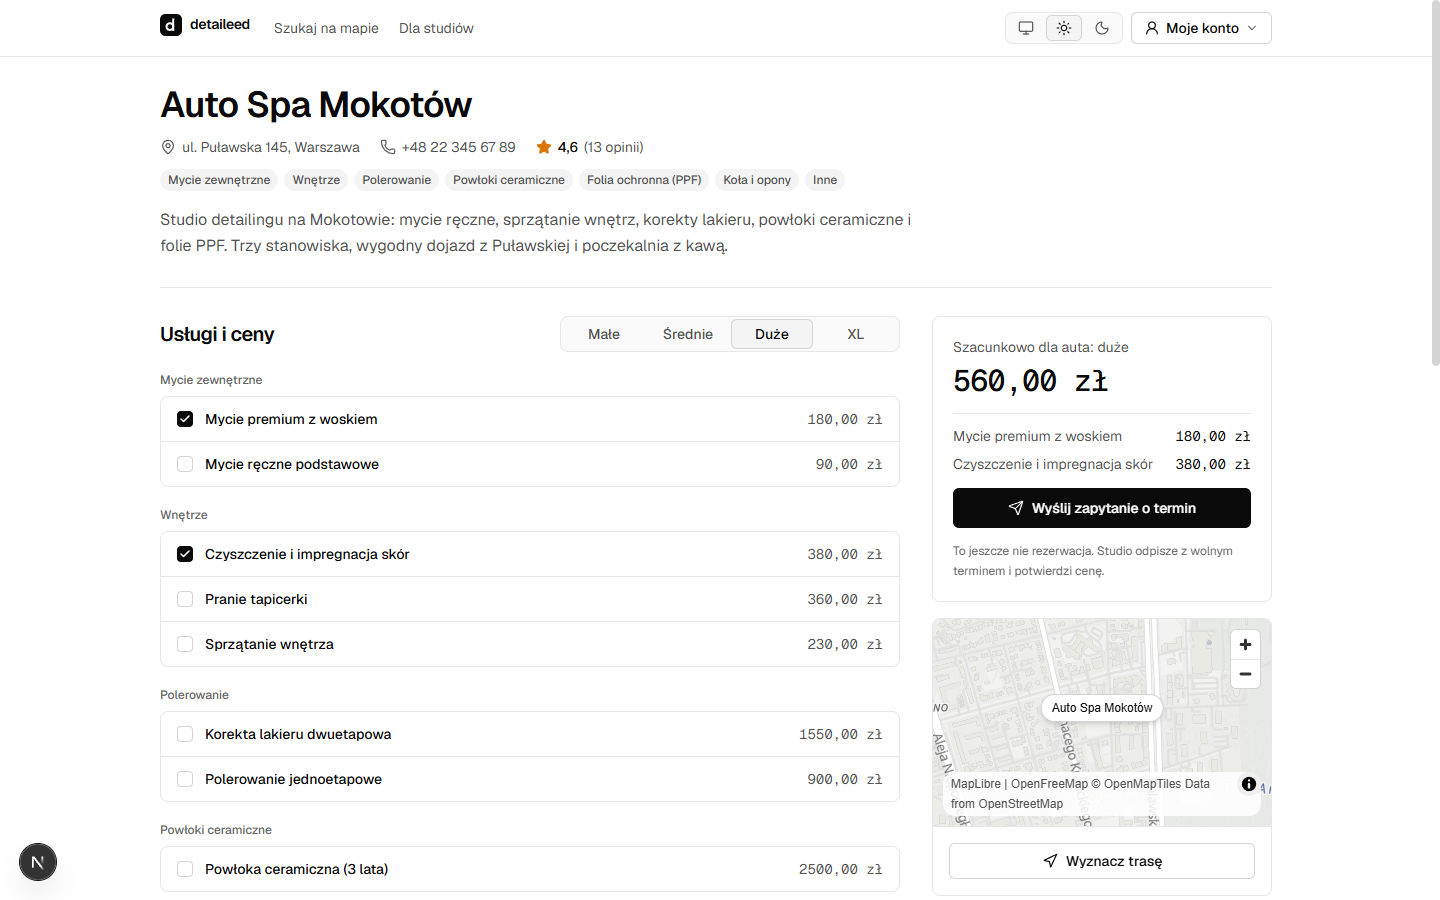 d detaileed
Szukaj na mapie
Dla studiów
Moje konto
Auto Spa Mokotów
ul. Puławska 145, Warszawa
+48 22 345 67 89
4,6 (13 opinii)
Mycie zewnętrzne
Wnętrze
Polerowanie
Powłoki ceramiczne
Folia ochronna (PPF)
Koła i opony
Inne
Studio detailingu na Mokotowie: mycie ręczne, sprzątanie wnętrz, korekty lakieru, powłoki ceramiczne i
folie PPF. Trzy stanowiska, wygodny dojazd z Puławskiej i poczekalnia z kawą.
Usługi i ceny
Małe
Średnie
Duże
XL
Mycie zewnętrzne
Mycie premium z woskiem 180,00 zł
Mycie ręczne podstawowe 90,00 zł
Wnętrze
Czyszczenie i impregnacja skór 380,00 zł
Pranie tapicerki 360,00 zł
Sprzątanie wnętrza 230,00 zł
Polerowanie
Korekta lakieru dwuetapowa 1550,00 zł
Polerowanie jednoetapowe 900,00 zł
Powłoki ceramiczne
Powłoka ceramiczna (3 lata) 2500,00 zł
Szacunkowo dla auta: duże
560,00 zł
Mycie premium z woskiem 180,00 zł
Czyszczenie i impregnacja skór 380,00 zł
Wyślij zapytanie o termin
To jeszcze nie rezerwacja. Studio odpisze z wolnym
terminem i potwierdzi cenę.
Auto Spa Mokotów
Aleja
MapLibre | OpenFreeMap © OpenMapTiles Data
from OpenStreetMap
Wyznacz trasę
N